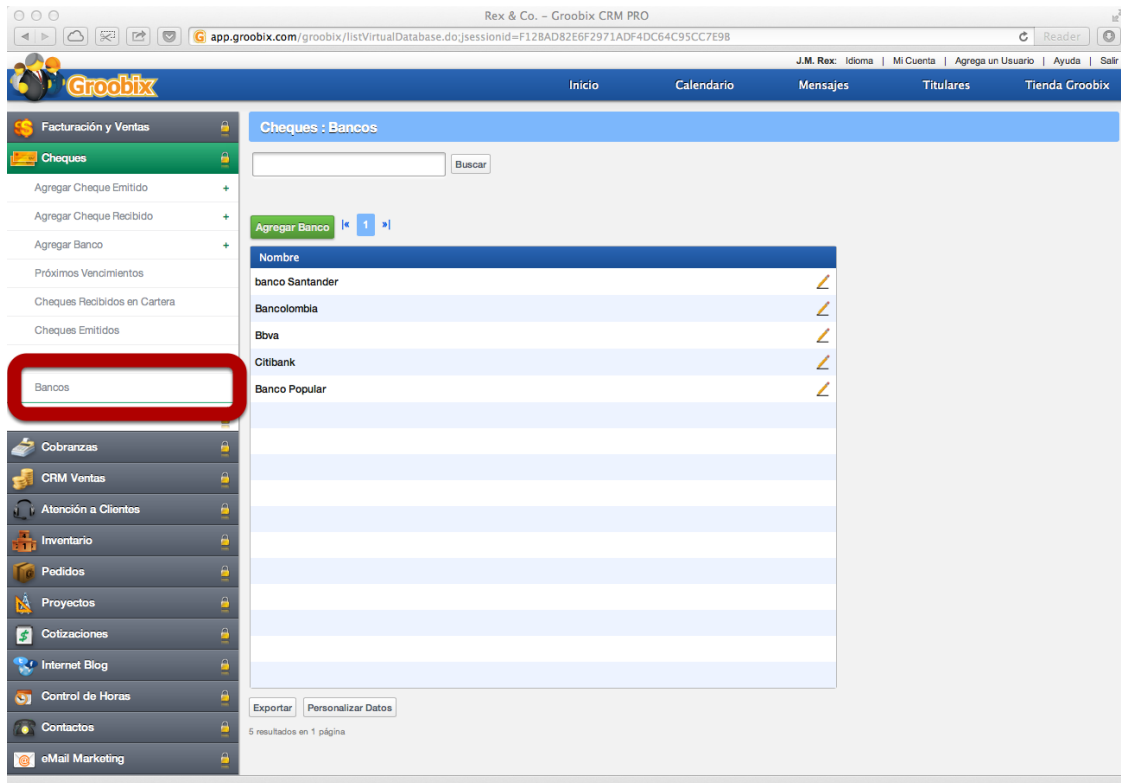 Rex & Co. – Groobix CRM PRO
app.groobix.com/groobix/listVirtualDatabase.do;jsessionid=F12BAD82E6F2971ADF4DC64C95CC7E9B
Reader
J.M. Rex: Idioma | Mi Cuenta | Agrega un Usuario | Ayuda | Salir
Groobix
Inicio Calendario Mensajes Titulares Tienda Groobix
Facturación y Ventas
Cheques
Agregar Cheque Emitido +
Agregar Cheque Recibido +
Agregar Banco +
Próximos Vencimientos
Cheques Recibidos en Cartera
Cheques Emitidos
Bancos
Cobranzas
CRM Ventas
Atención a Clientes
Inventario
Pedidos
Proyectos
Cotizaciones
Internet Blog
Control de Horas
Contactos
eMail Marketing
Cheques : Bancos
Buscar
Agregar Banco |« 1 »|
Nombre
banco Santander
Bancolombia
Bbva
Citibank
Banco Popular
Exportar Personalizar Datos
5 resultados en 1 página